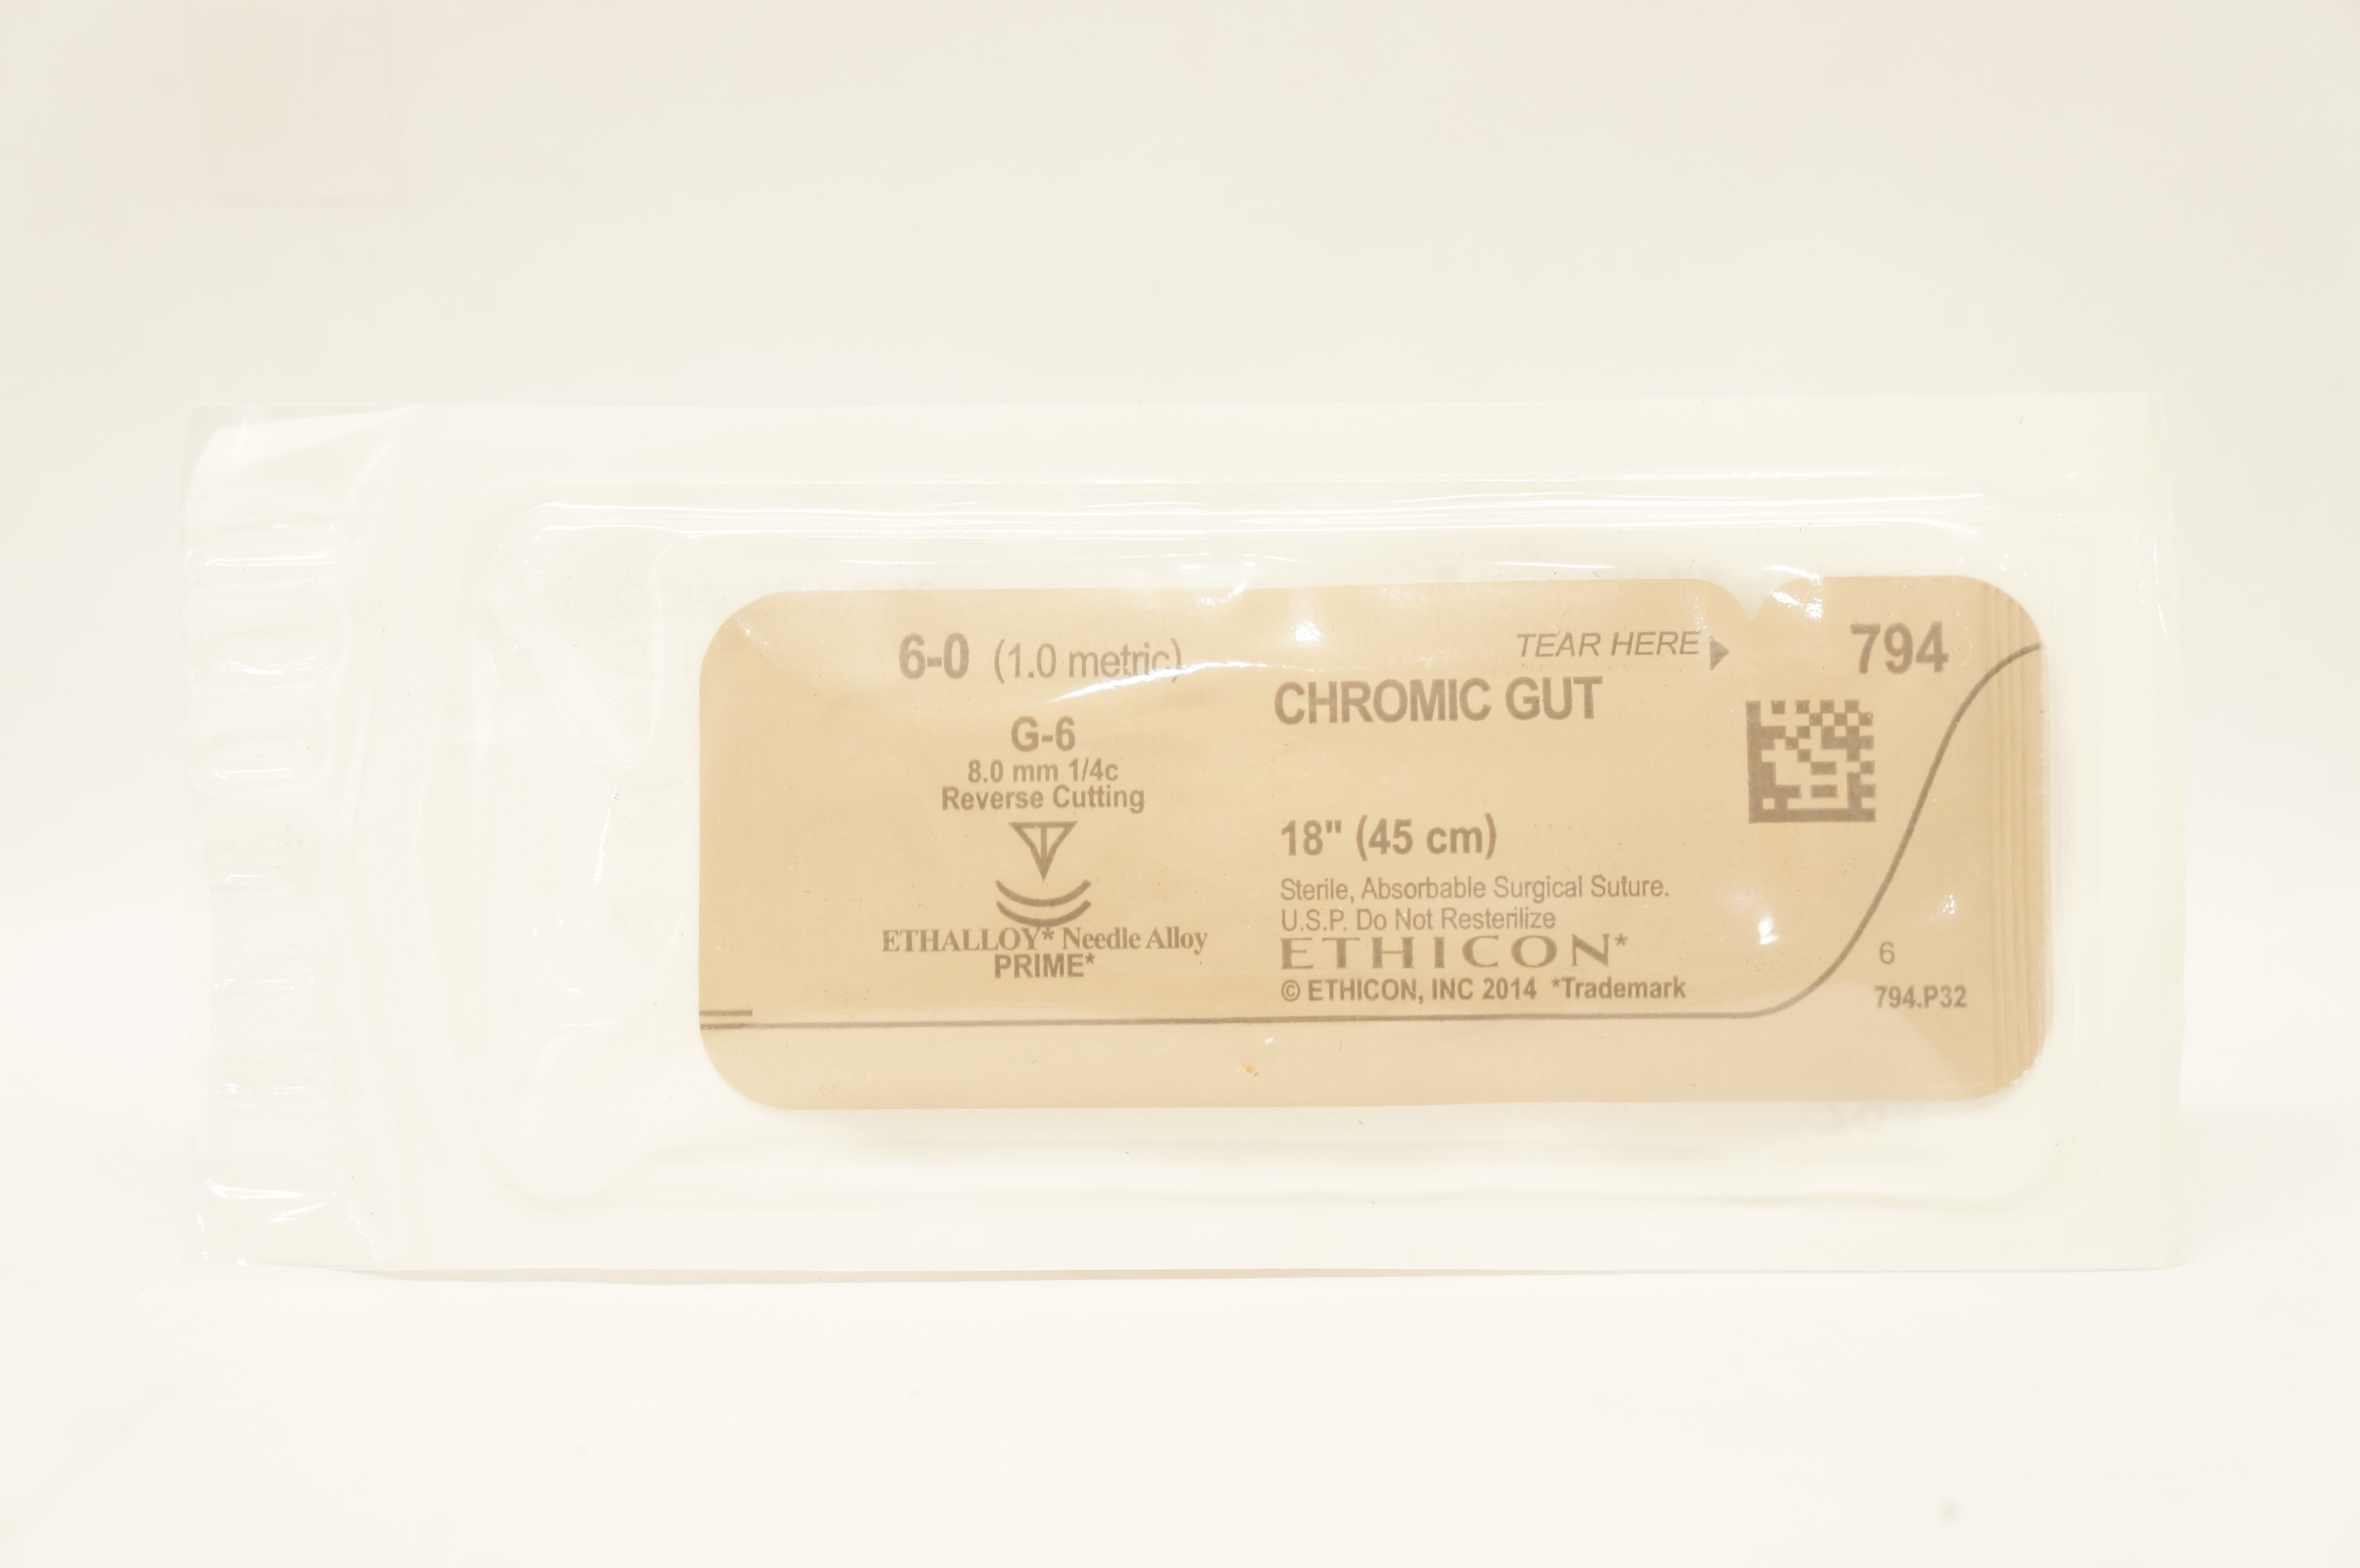 6-0 (1.0 metric)
G-6
8.0 mm 1/4c
Reverse Cutting
ETHALLOY* Needle Alloy
PRIME*
TEAR HERE
CHROMIC GUT
18" (45 cm)
Sterile, Absorbable Surgical Suture.
U.S.P. Do Not Resterilize
ETHICON*
© ETHICON, INC 2014 *Trademark
794
6
794.P32